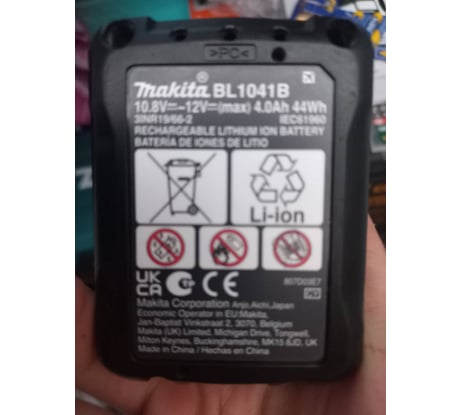 >PC<
makita® BL1041B
10.8V⎓-12V⎓(max) 4.0Ah 44Wh
3INR19/66-2 IEC61960
RECHARGEABLE LITHIUM ION BATTERY
BATERÍA DE IONES DE LITIO
Li-ion
UK
CA CE
807D03E7
Makita Corporation Anjo, Aichi, Japan
Economic Operator in EU:Makita,
Jan-Baptist Vinkstraat 2, 3070, Belgium
Makita (UK) Limited, Michigan Drive, Tongwell,
Milton Keynes, Buckinghamshire, MK15 8JD, UK
Made in China / Hecho en China